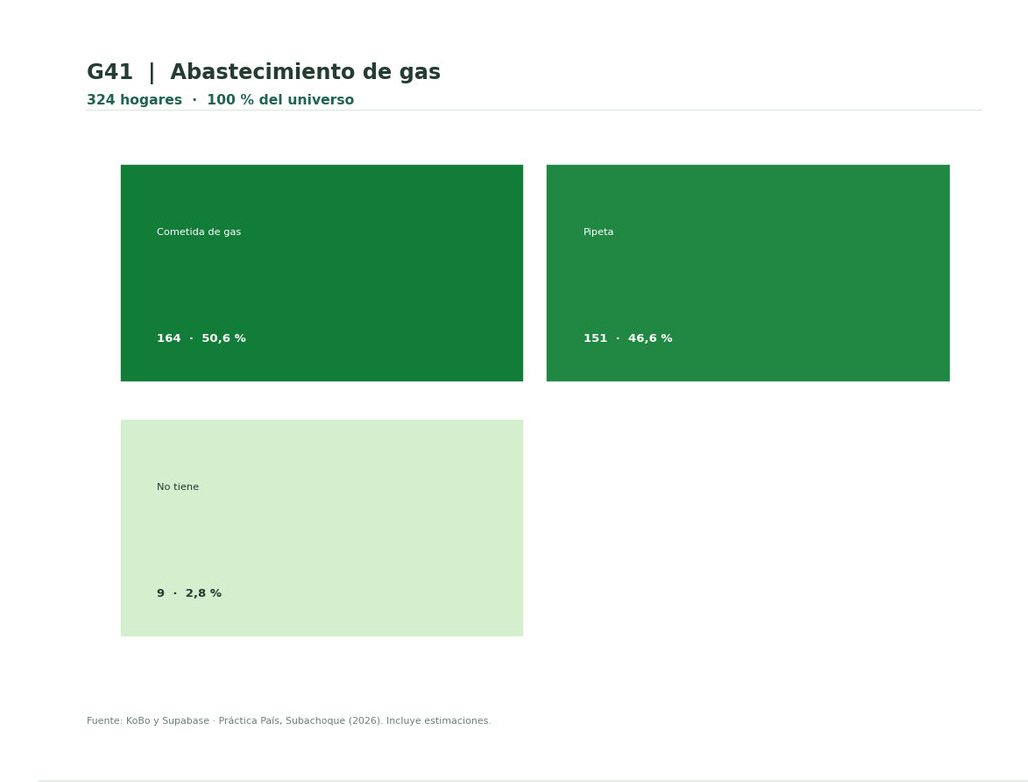 G41 | Abastecimiento de gas
324 hogares · 100 % del universo
Cometida de gas
164 · 50,6 %
Pipeta
151 · 46,6 %
No tiene
9 · 2,8 %
Fuente: KoBo y Supabase · Práctica País, Subachoque (2026). Incluye estimaciones.